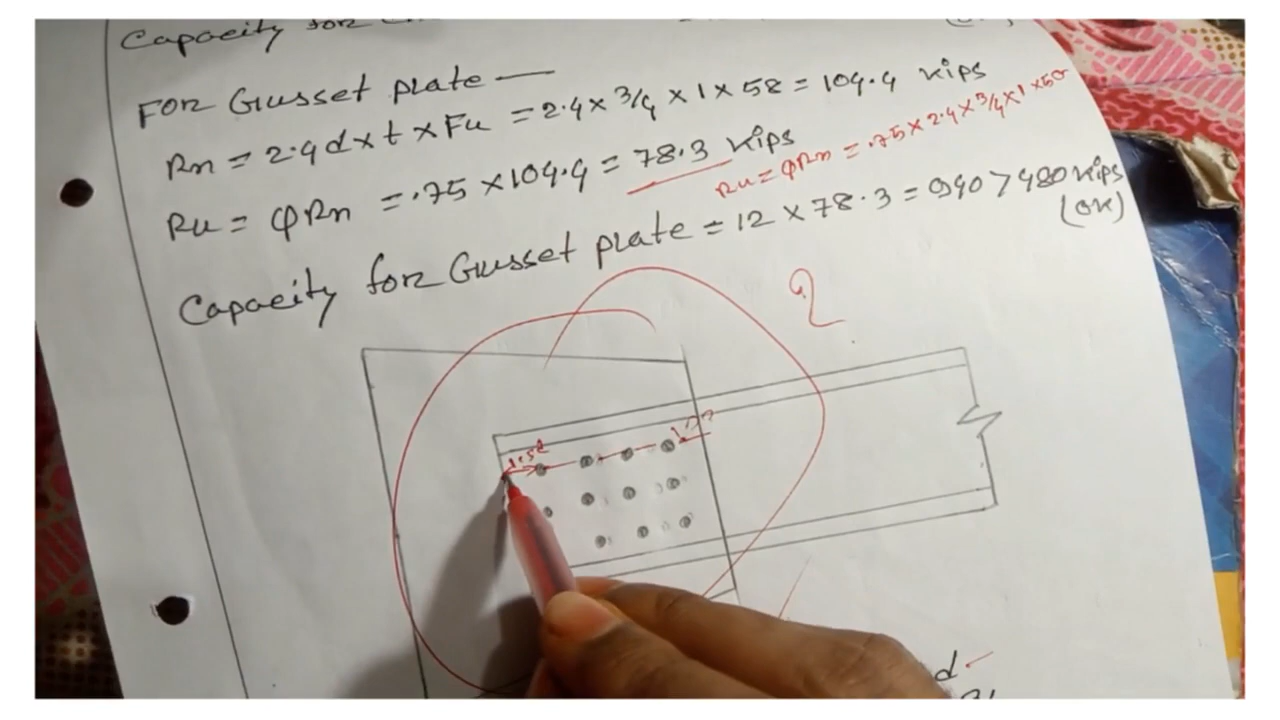 Capacity for
For Gusset plate —
Rn = 2.4d×t×Fu = 2.4×3/4×1×58 = 104.4 kips
Ru = φRn = .75×104.4 = 78.3 kips
Ru = φRn = .75×2.4×3/4×1×58
Capacity for Gusset plate = 12×78.3 = 940 > 480 kips
(OK)
d